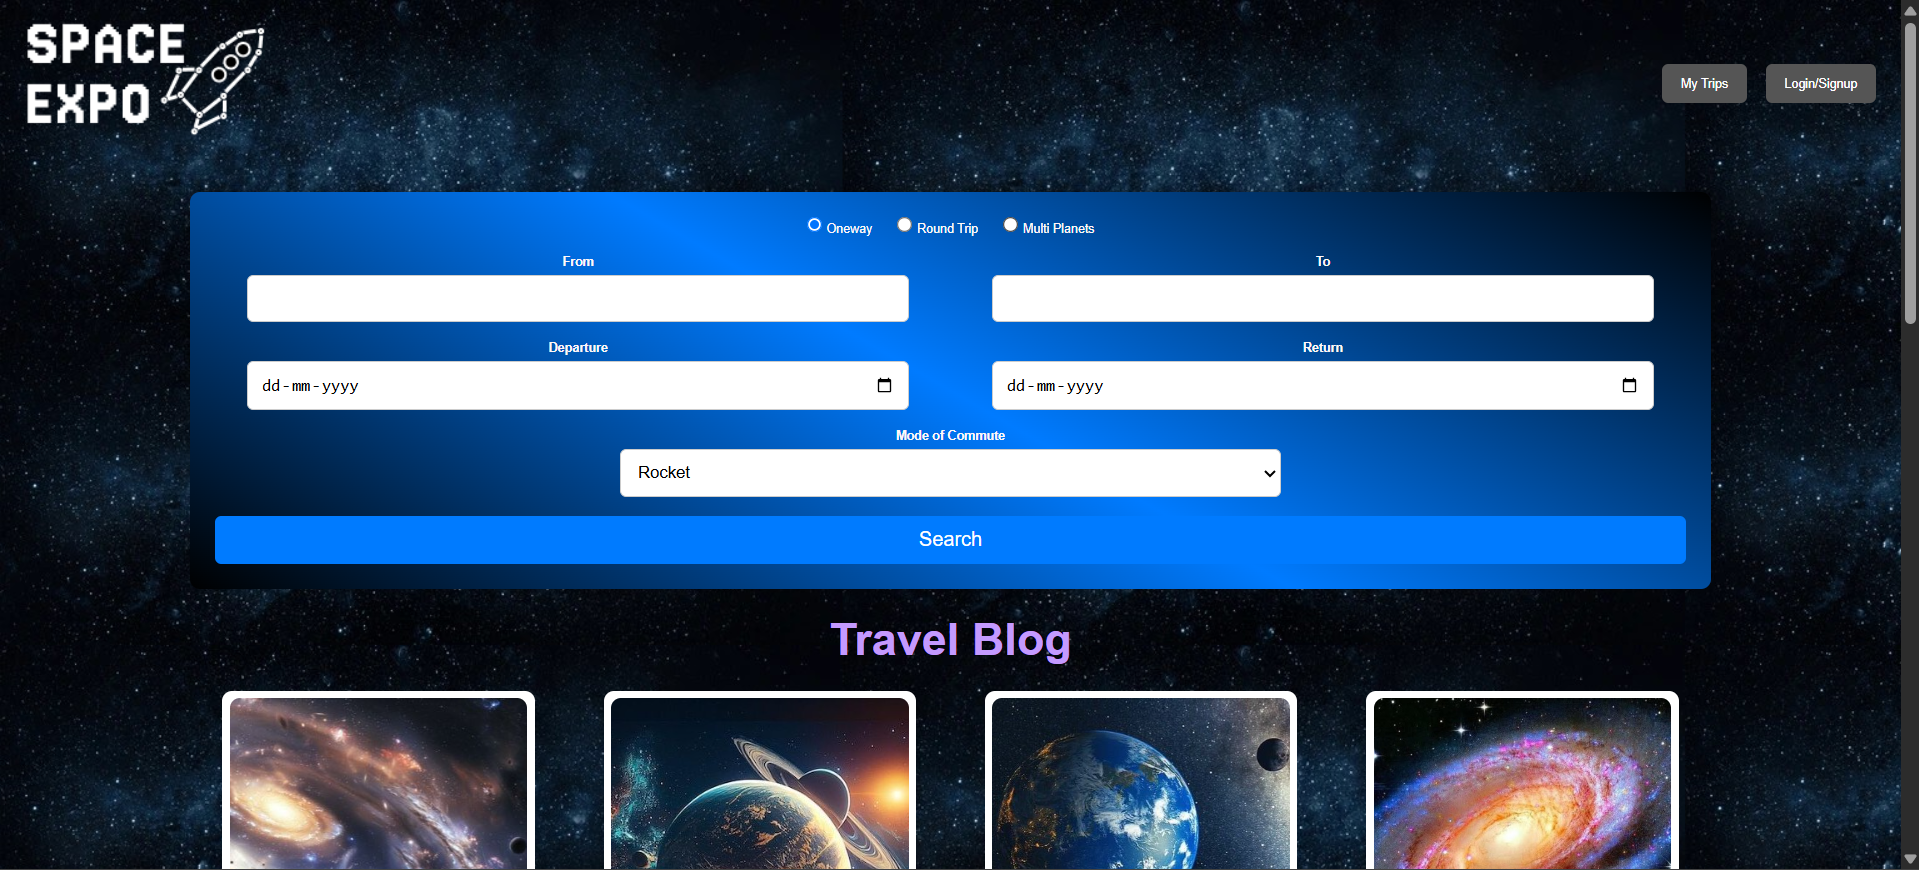 SPACE
EXPO
My Trips
Login/Signup
Oneway
Round Trip
Multi Planets
From
To
Departure
Return
dd-mm-yyyy
dd-mm-yyyy
Mode of Commute
Rocket
Search
Travel Blog